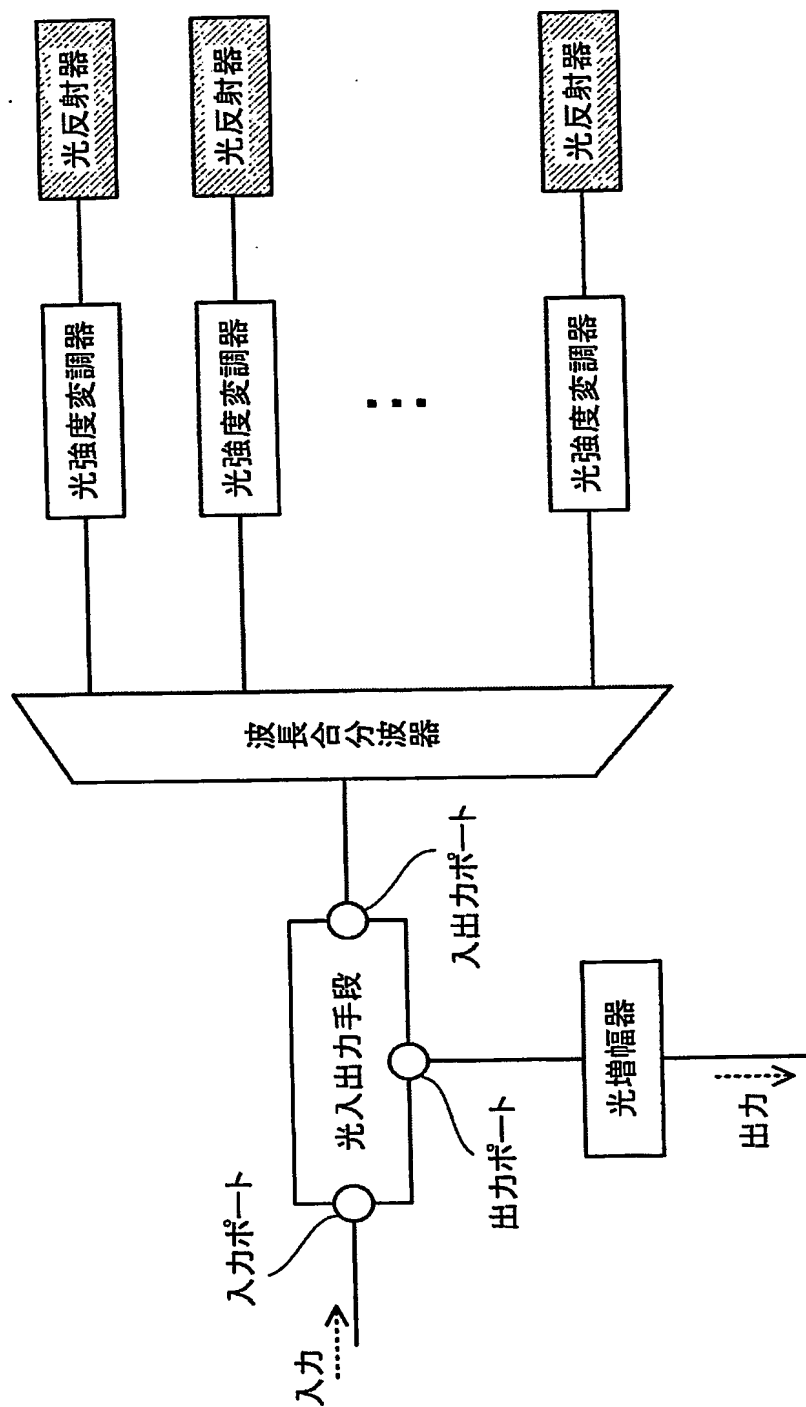 入力
入力ポート
光入出力手段
出力ポート
入出力ポート
光増幅器
出力
波長合分波器
光強度変調器
光反射器
光強度変調器
光反射器
...
光強度変調器
光反射器